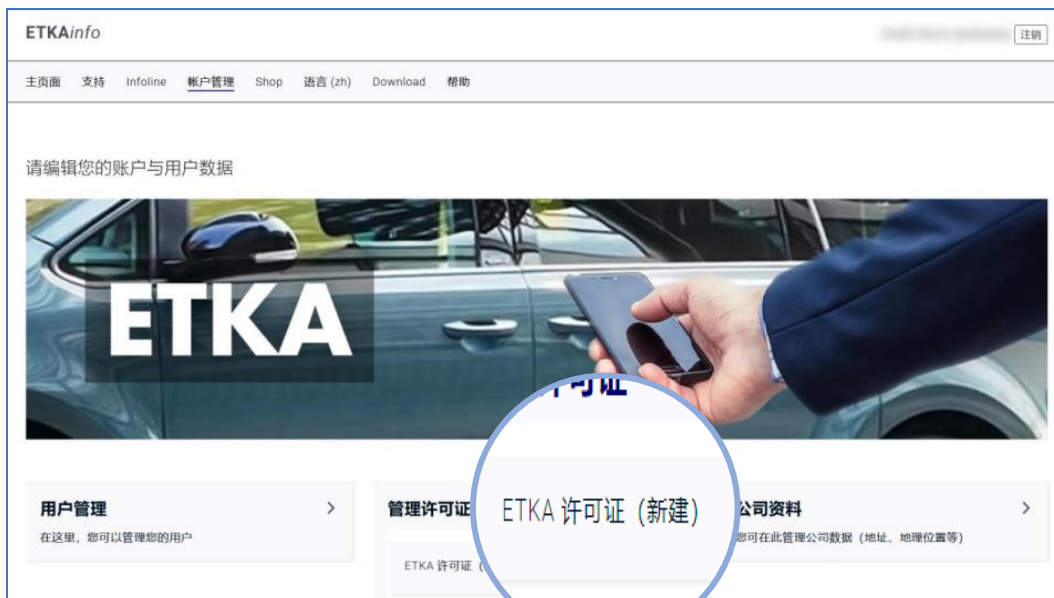 ETKAinfo
注销
主页面 支持 Infoline 帐户管理 Shop 语言 (zh) Download 帮助
请编辑您的账户与用户数据
ETKA
许可证
ETKA 许可证（新建）
用户管理
在这里，您可以管理您的用户
管理许可证
ETKA 许可证（
公司资料
您可在此管理公司数据（地址、地理位置等）